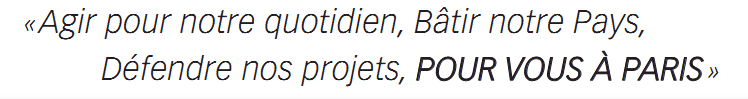 «Agir pour notre quotidien, Bâtir notre Pays,
Défendre nos projets, POUR VOUS À PARIS»